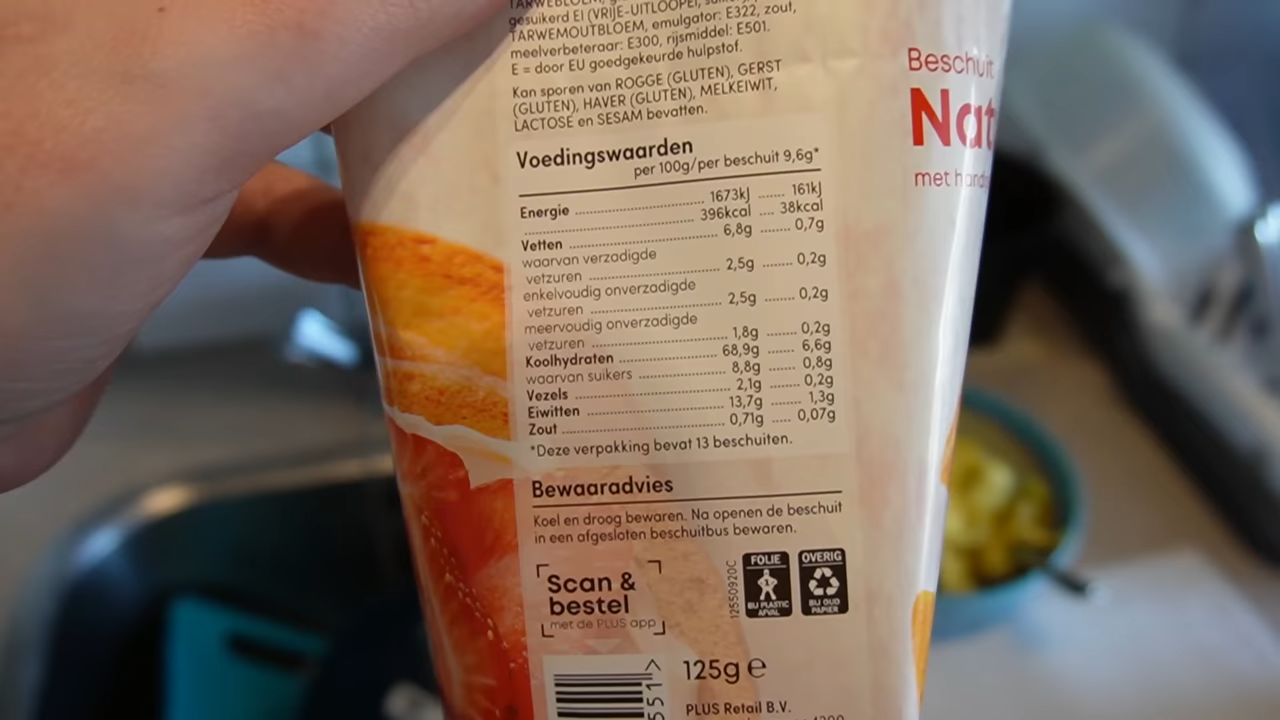 gesuikerd EI (VRIJE-UITLOOPEI,
TARWEMOUTBLOEM, emulgator: E322, zout,
meelverbeteraar: E300, rijsmiddel: E501.
E = door EU goedgekeurde hulpstof.
Kan sporen van ROGGE (GLUTEN), GERST
(GLUTEN), HAVER (GLUTEN), MELKEIWIT,
LACTOSE en SESAM bevatten.
Voedingswaarden
per 100g/per beschuit 9,6g*
Energie ........ 1673kJ ........ 161kJ
........ 396kcal .... 38kcal
Vetten ........ 6,8g ........ 0,7g
waarvan verzadigde
vetzuren ........ 2,5g ........ 0,2g
enkelvoudig onverzadigde
vetzuren ........ 2,5g ........ 0,2g
meervoudig onverzadigde
vetzuren ........ 1,8g ........ 0,2g
Koolhydraten ........ 68,9g ...... 6,6g
waarvan suikers ........ 8,8g ....... 0,8g
Vezels ........ 2,1g ........ 0,2g
Eiwitten ........ 13,7g ........ 1,3g
Zout ........ 0,71g ..... 0,07g
*Deze verpakking bevat 13 beschuiten.
Bewaaradvies
Koel en droog bewaren. Na openen de beschuit
in een afgesloten beschuitbus bewaren.
Scan &
bestel
met de PLUS app
12550920C
FOLIE
BIJ PLASTIC
AFVAL
OVERIG
BIJ OUD
PAPIER
551>
125g e
PLUS Retail B.V.
Beschuit
Nat
met